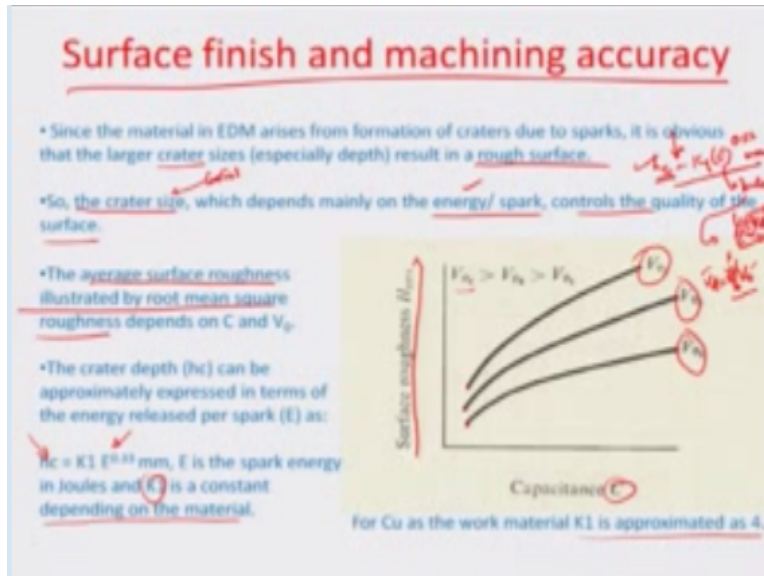 Surface finish and machining accuracy
• Since the material in EDM arises from formation of craters due to sparks, it is obvious
that the larger crater sizes (especially depth) result in a rough surface.
•So, the crater size, which depends mainly on the energy/ spark, controls the quality of the
surface.
•The average surface roughness
illustrated by root mean square
roughness depends on C and V₀.
•The crater depth (hc) can be
approximately expressed in terms of
the energy released per spark (E) as:
hc = K1 E^0.33 mm, E is the spark energy
in Joules and K1 is a constant
depending on the material.
Surface roughness
Capacitance C
For Cu as the work material K1 is approximated as 4.